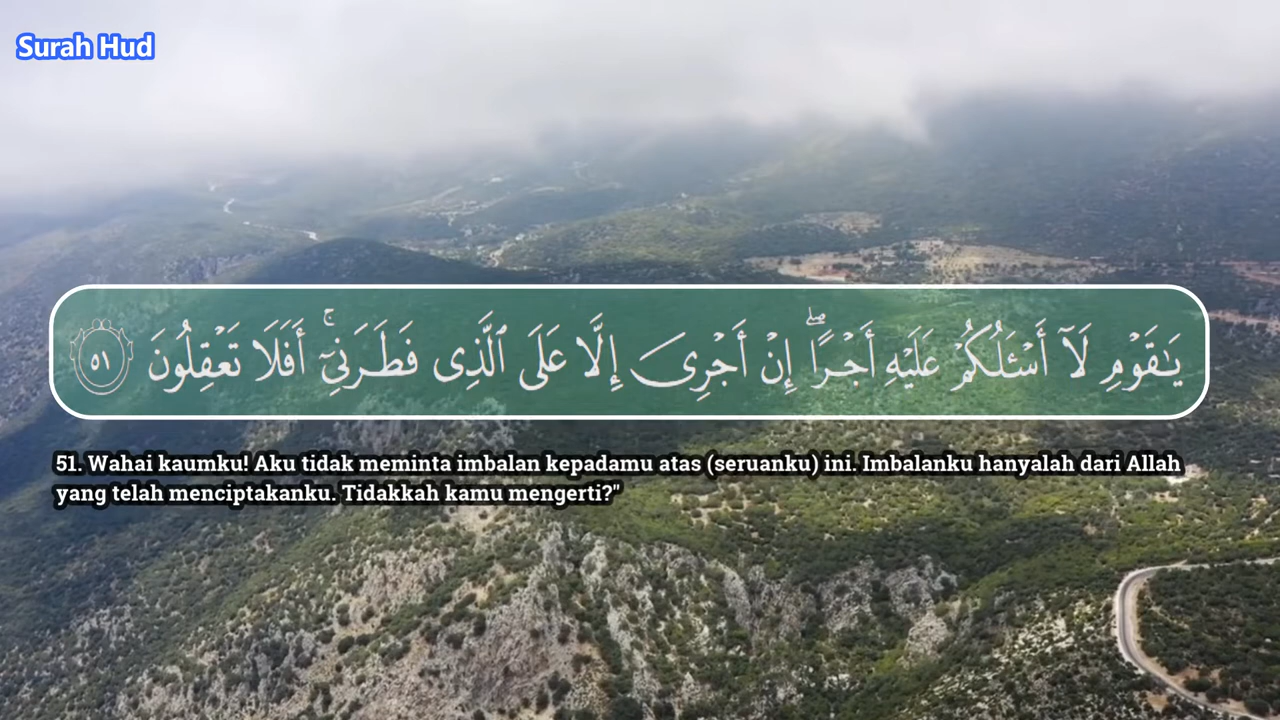 Surah Hud
يَـٰقَوْمِ لَآ أَسْـَٔلُكُمْ عَلَيْهِ أَجْرًا ۖ إِنْ أَجْرِىَ إِلَّا عَلَى ٱلَّذِى فَطَرَنِىٓ ۚ أَفَلَا تَعْقِلُونَ ٥١
51. Wahai kaumku! Aku tidak meminta imbalan kepadamu atas (seruanku) ini. Imbalanku hanyalah dari Allah
yang telah menciptakanku. Tidakkah kamu mengerti?"